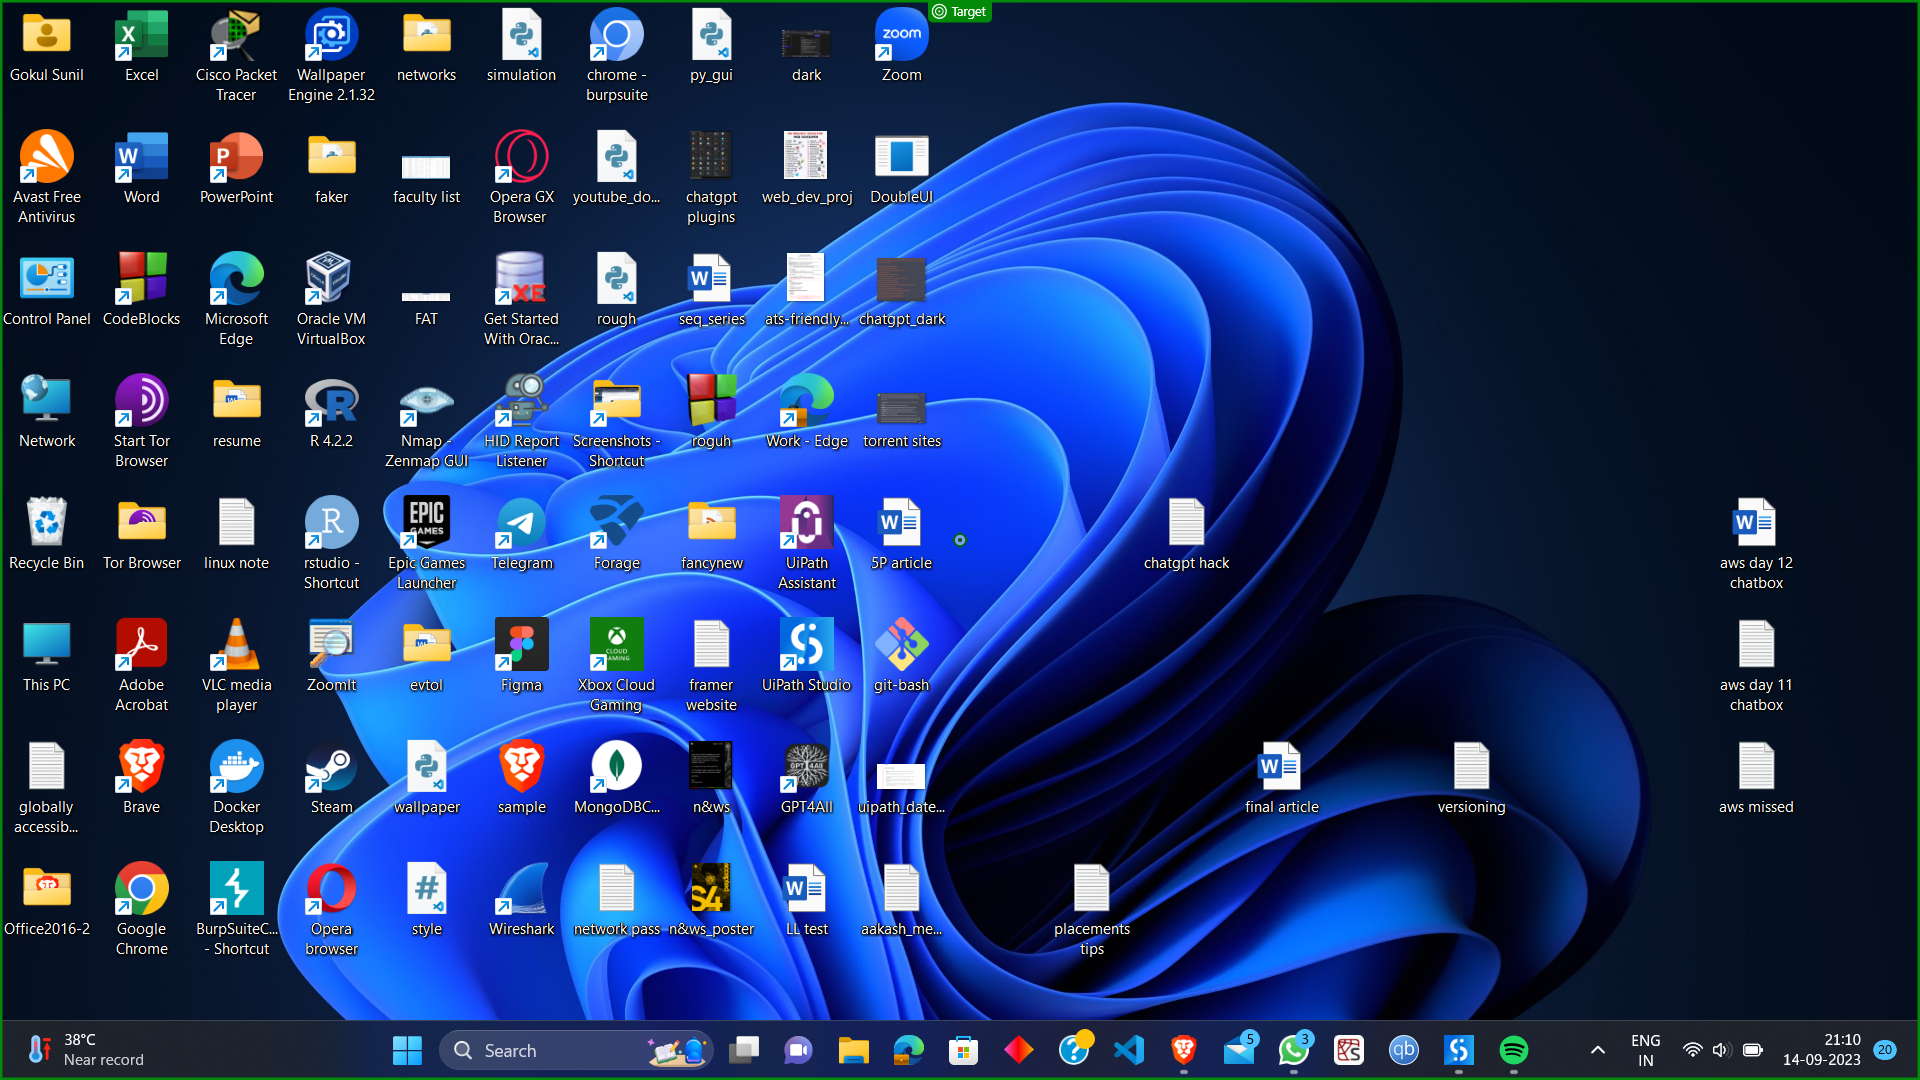 Target
Gokul Sunil
Excel
Cisco Packet
Tracer
Wallpaper
Engine 2.1.32
networks
simulation
chrome -
burpsuite
py_gui
dark
zoom
Zoom
Avast Free
Antivirus
Word
PowerPoint
faker
faculty list
Opera GX
Browser
youtube_do...
chatgpt
plugins
web_dev_proj
DoubleUI
Control Panel
CodeBlocks
Microsoft
Edge
Oracle VM
VirtualBox
FAT
XE
Get Started
With Orac...
rough
seq_series
ats-friendly...
chatgpt_dark
Network
Start Tor
Browser
resume
R 4.2.2
Nmap -
Zenmap GUI
HID Report
Listener
Screenshots -
Shortcut
roguh
Work - Edge
torrent sites
Recycle Bin
Tor Browser
linux note
rstudio -
Shortcut
EPIC
GAMES
Epic Games
Launcher
Telegram
Forage
fancynew
UiPath
Assistant
5P article
chatgpt hack
aws day 12
chatbox
This PC
Adobe
Acrobat
VLC media
player
ZoomIt
evtol
Figma
Xbox Cloud
Gaming
framer
website
UiPath Studio
git-bash
aws day 11
chatbox
globally
accessib...
Brave
Docker
Desktop
Steam
wallpaper
sample
MongoDBC...
n&ws
GPT4All
GPT4All
uipath_date...
final article
versioning
aws missed
Office2016-2
Google
Chrome
BurpSuiteC...
- Shortcut
Opera
browser
style
Wireshark
network pass
n&ws_poster
LL test
aakash_me...
placements
tips
38°C
Near record
Search
5
3
qb
ENG
IN
21:10
14-09-2023
20